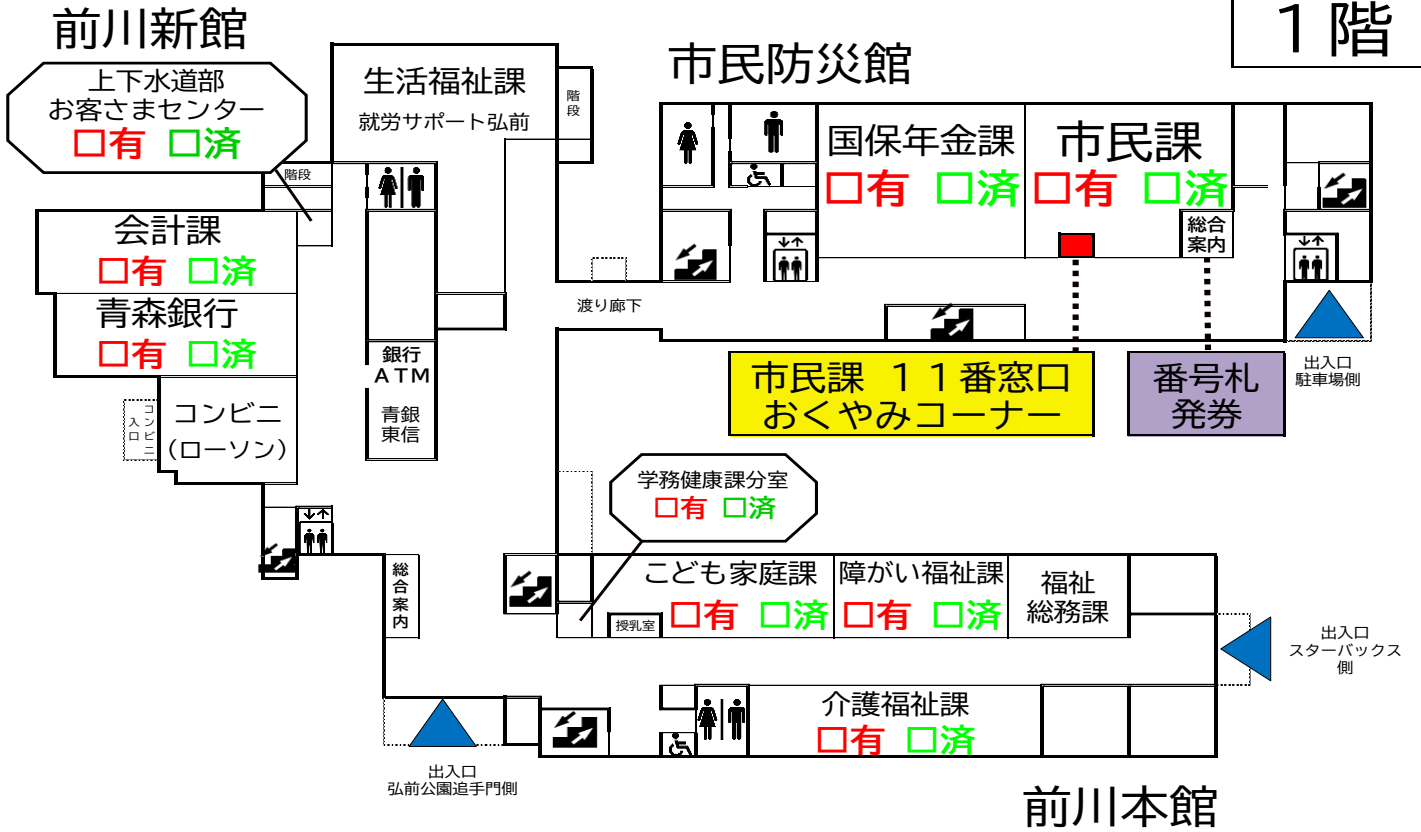 １階
前川新館
上下水道部
お客さまセンター
□有 □済
生活福祉課
就労サポート弘前
階段
階段
市民防災館
国保年金課
□有 □済
市民課
□有 □済
総合
案内
会計課
□有 □済
青森銀行
□有 □済
渡り廊下
銀行
ＡＴＭ
青銀
東信
コンビニ
(ローソン)
コンビニ
入口
市民課 １１番窓口
おくやみコーナー
番号札
発券
出入口
駐車場側
学務健康課分室
□有 □済
総合案内
こども家庭課
□有 □済
授乳室
障がい福祉課
□有 □済
福祉
総務課
出入口
スターバックス
側
介護福祉課
□有 □済
出入口
弘前公園追手門側
前川本館